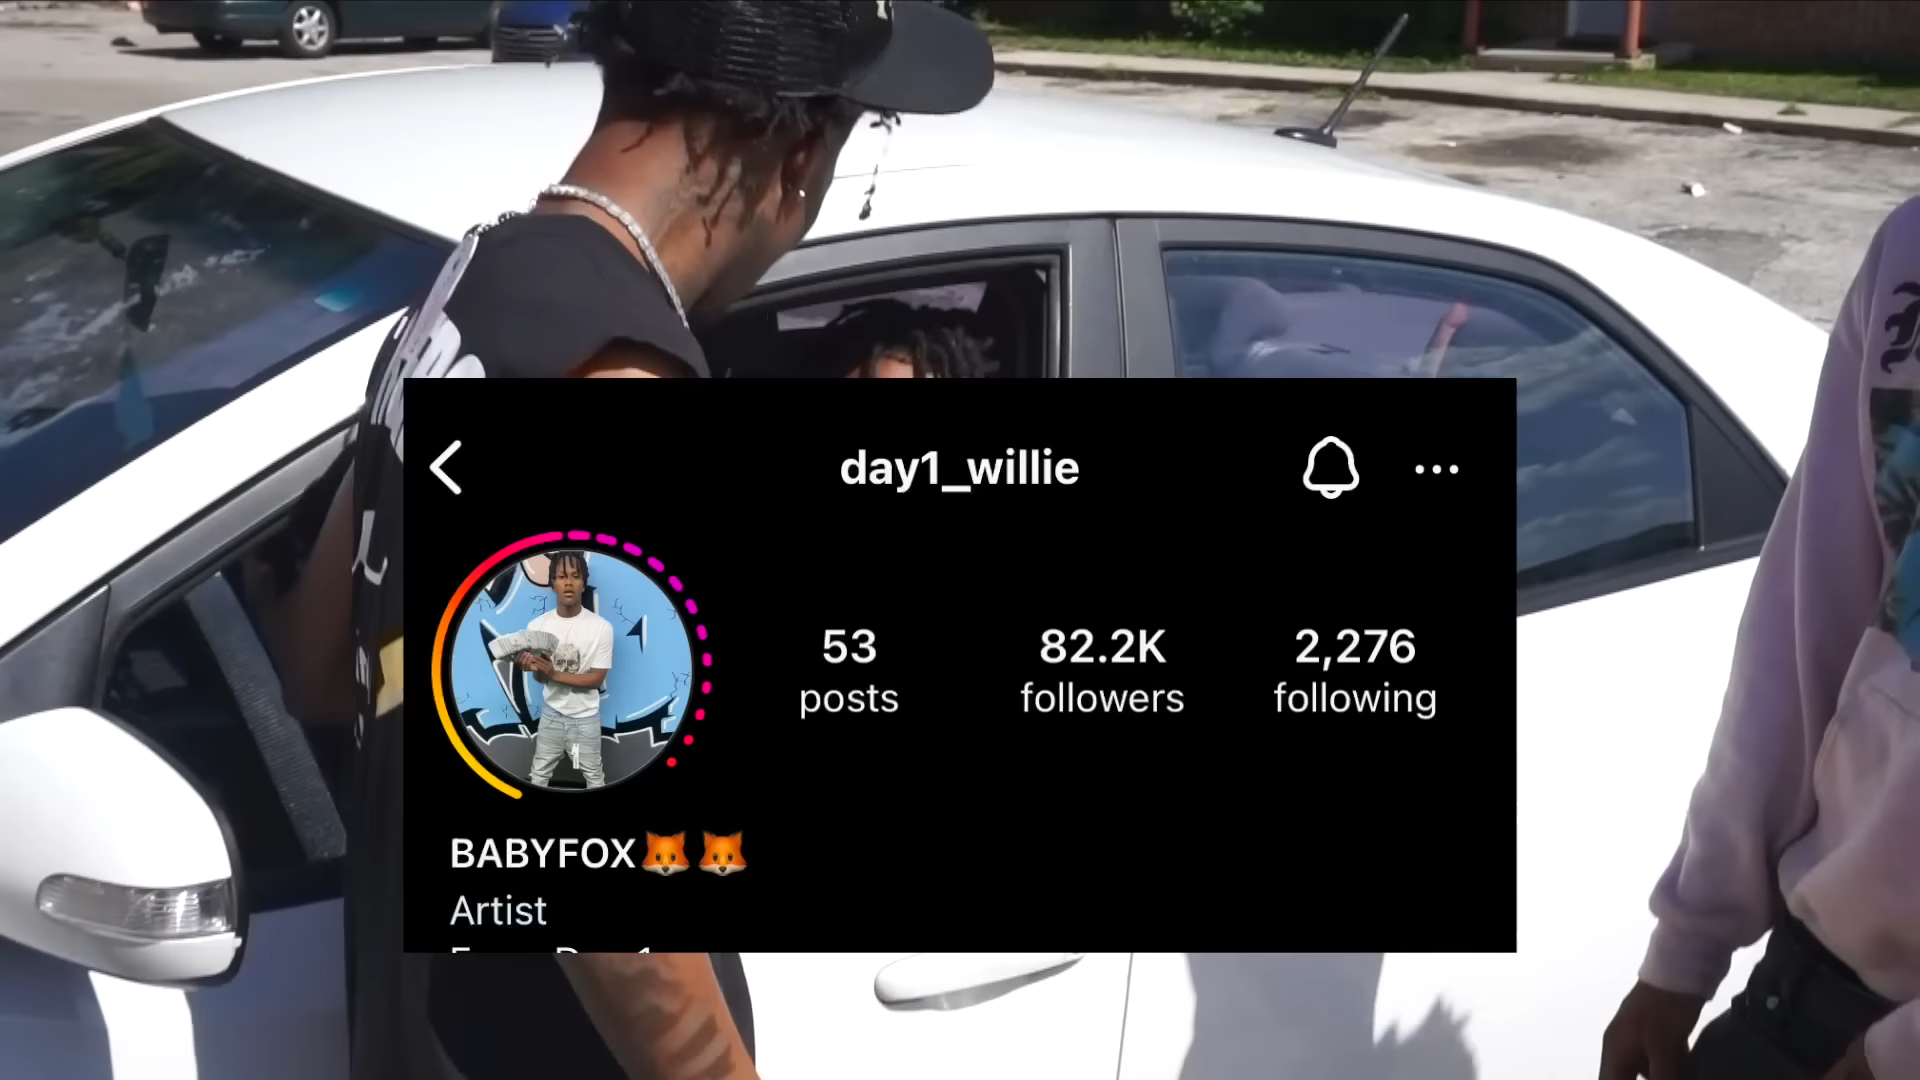 day1_willie
53 82.2K 2,276
posts followers following
BABYFOX🦊🦊
Artist